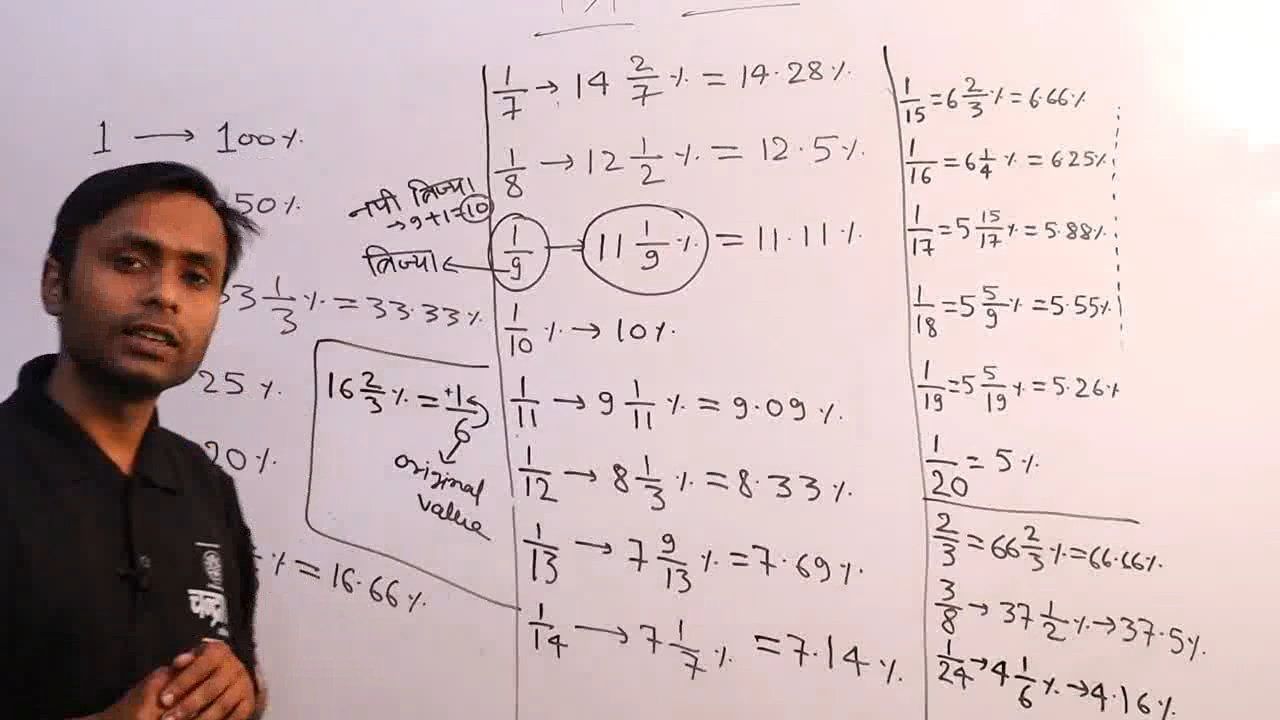 1 → 100%
50%
33 1/3 % = 33.33%
25 %
20 %
% = 16.66 %
नयी त्रिज्या
→ 9+1=10
त्रिज्या ←
16 2/3 % = +1/6
original
value
1/7 → 14 2/7 % = 14.28 %
1/8 → 12 1/2 % = 12.5 %
1/9 → 11 1/9 % = 11.11 %
1/10 % → 10 %
1/11 → 9 1/11 % = 9.09 %
1/12 → 8 1/3 % = 8.33 %
1/13 → 7 9/13 % = 7.69 %
1/14 → 7 1/7 % = 7.14 %
1/15 = 6 2/3 % = 6.66 %
1/16 = 6 1/4 % = 6.25 %
1/17 = 5 15/17 % = 5.88 %
1/18 = 5 5/9 % = 5.55 %
1/19 = 5 5/19 % = 5.26 %
1/20 = 5 %
2/3 = 66 2/3 % = 66.66 %
3/8 → 37 1/2 % → 37.5 %
1/24 → 4 1/6 % → 4.16 %